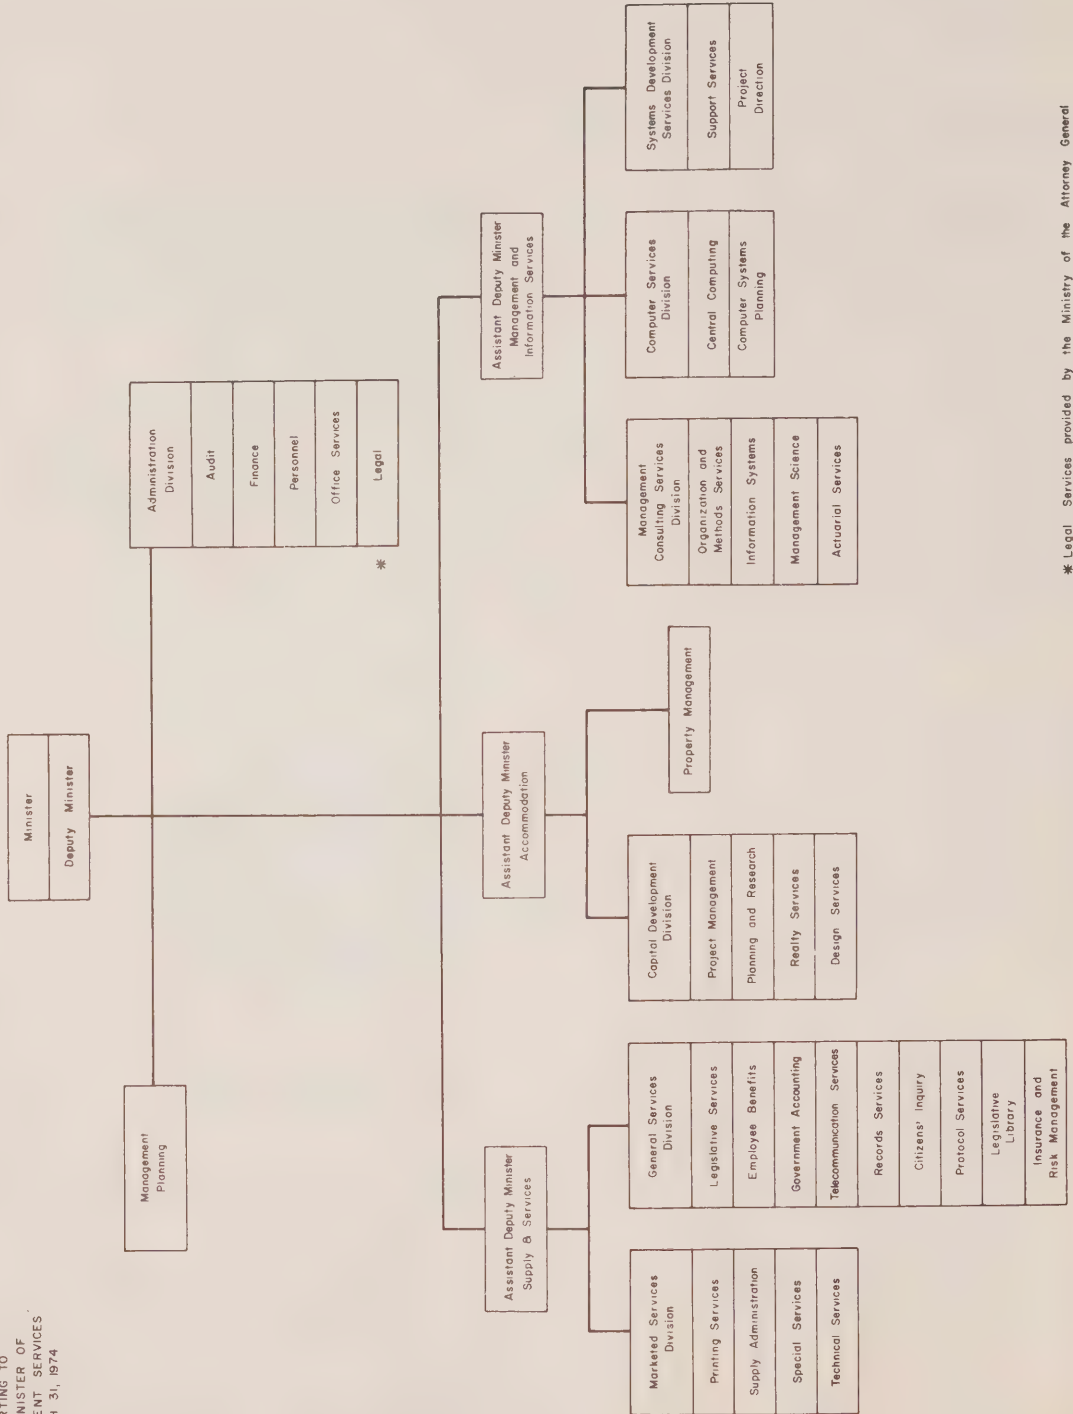 RTING TO
NISTER OF
ENT SERVICES
H 31, 1974
Minister
Deputy Minister
Management
Planning
Administration
Division
Audit
Finance
Personnel
Office Services
* Legal
Assistant Deputy Minister
Supply & Services
Assistant Deputy Minister
Accommodation
Assistant Deputy Minister
Management and
Information Services
Marketed Services
Division
Printing Services
Supply Administration
Special Services
Technical Services
General Services
Division
Legislative Services
Employee Benefits
Government Accounting
Telecommunication Services
Records Services
Citizens' Inquiry
Protocol Services
Legislative
Library
Insurance and
Risk Management
Capital Development
Division
Project Management
Planning and Research
Realty Services
Design Services
Property Management
Management
Consulting Services
Division
Organization and
Methods Services
Information Systems
Management Science
Actuarial Services
Computer Services
Division
Central Computing
Computer Systems
Planning
Systems Development
Services Division
Support Services
Project
Direction
* Legal Services provided by the Ministry of the Attorney General